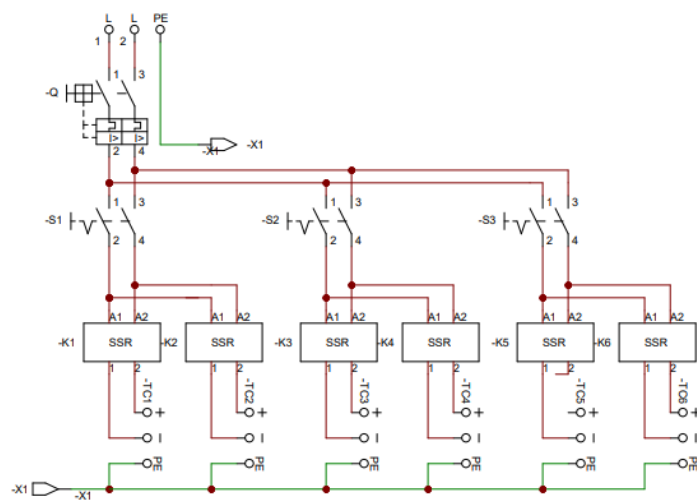 L L PE
1 2
1 3
-Q
I> I>
2 4
-X1 -X1
1 3 1 3 1 3
-S1 -S2 -S3
2 4 2 4 2 4
A1 A2 A1 A2 A1 A2 A1 A2 A1 A2 A1 A2
-K1 SSR -K2 SSR -K3 SSR -K4 SSR -K5 SSR -K6 SSR
1 2 1 2 1 2 1 2 1 2 1 2
-TC1 -TC2 -TC3 -TC4 -TC5 -TC6
+ + + + + +
I I I I I I
PE PE PE PE PE PE
-X1 -X1